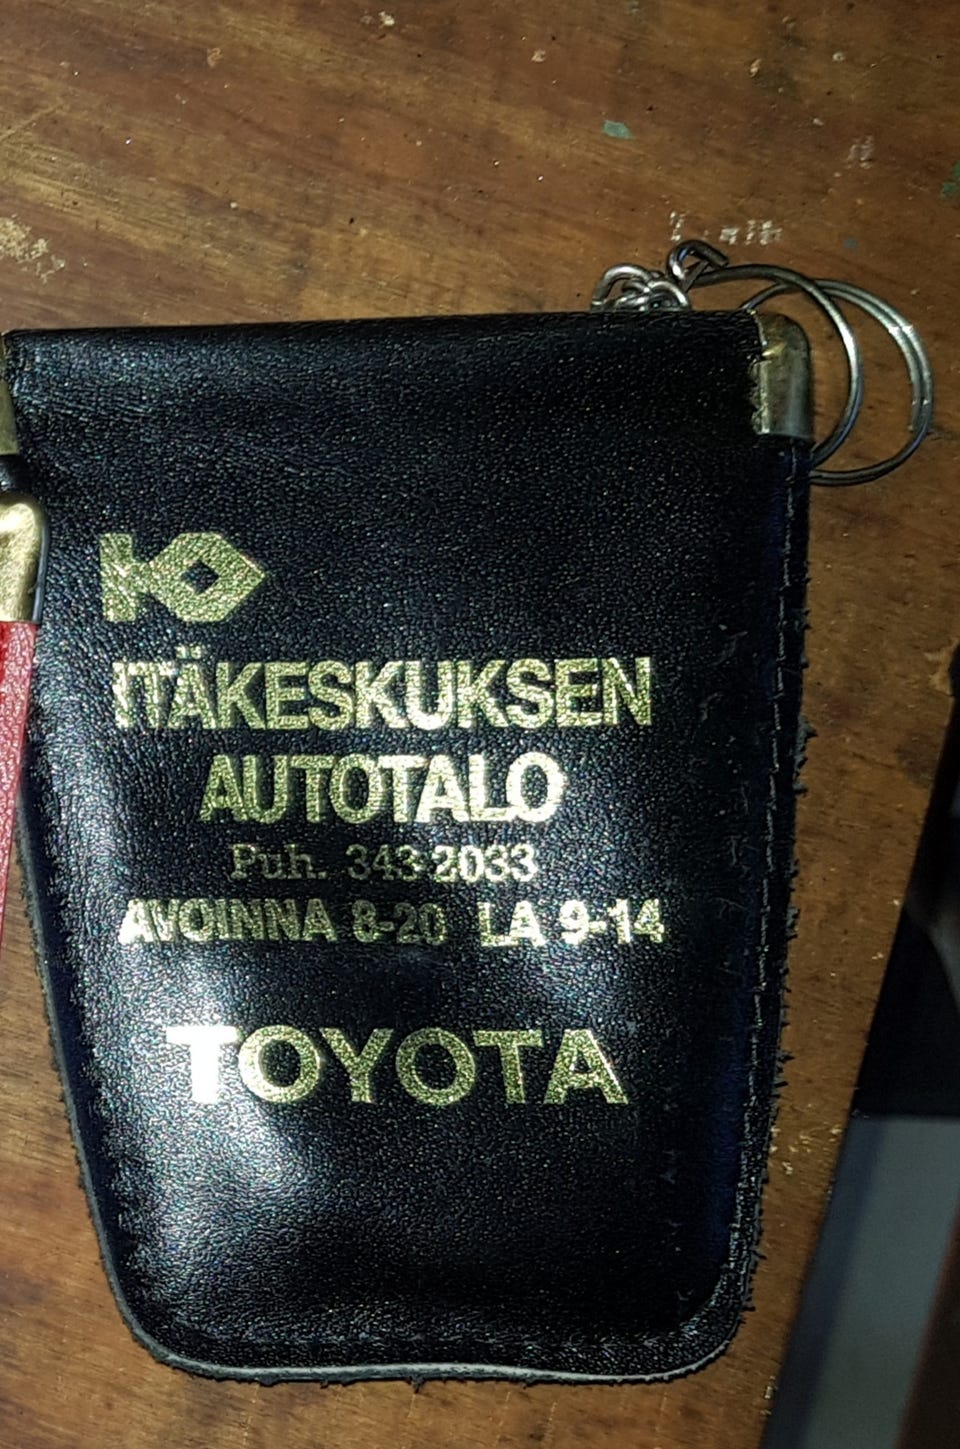 ITÄKESKUKSEN
AUTOTALO
Puh. 343 2033
AVOINNA 8-20 LA 9-14
TOYOTA